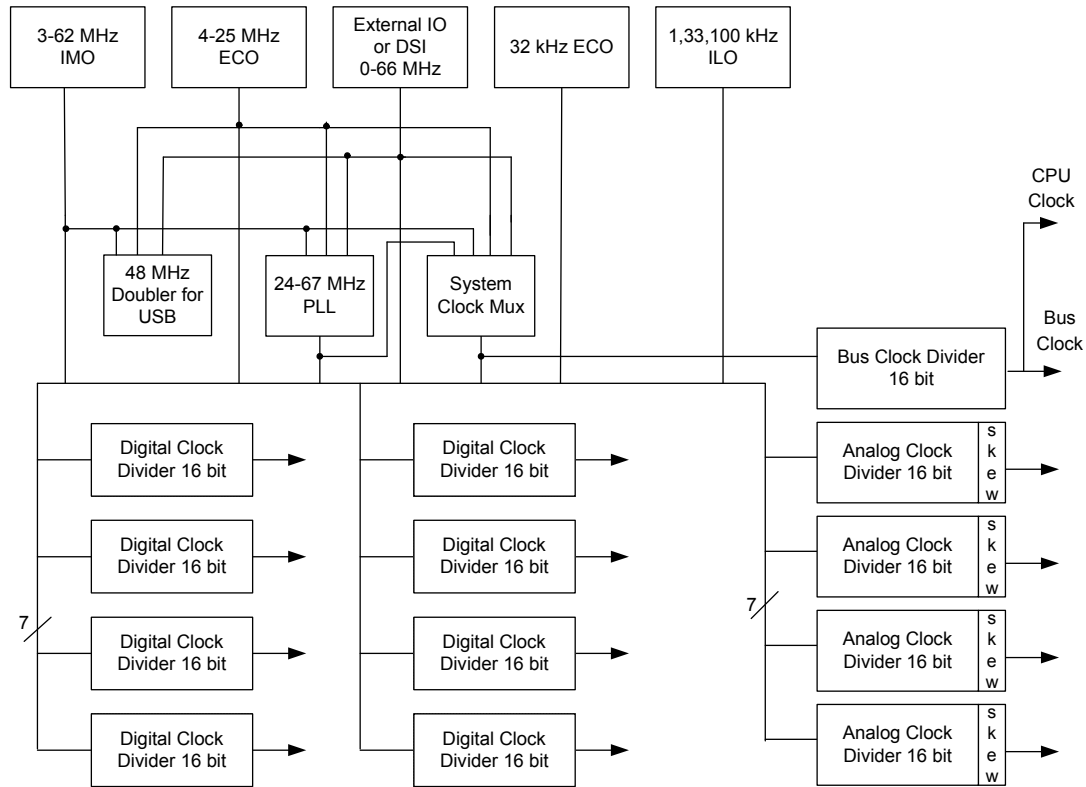 3-62 MHz
IMO
4-25 MHz
ECO
External IO
or DSI
0-66 MHz
32 kHz ECO
1,33,100 kHz
ILO
CPU
Clock
48 MHz
Doubler for
USB
24-67 MHz
PLL
System
Clock Mux
Bus
Clock
Bus Clock Divider
16 bit
Digital Clock
Divider 16 bit
Digital Clock
Divider 16 bit
Analog Clock
Divider 16 bit
s
k
e
w
Digital Clock
Divider 16 bit
Digital Clock
Divider 16 bit
Analog Clock
Divider 16 bit
s
k
e
w
7
7
Digital Clock
Divider 16 bit
Digital Clock
Divider 16 bit
Analog Clock
Divider 16 bit
s
k
e
w
Digital Clock
Divider 16 bit
Digital Clock
Divider 16 bit
Analog Clock
Divider 16 bit
s
k
e
w